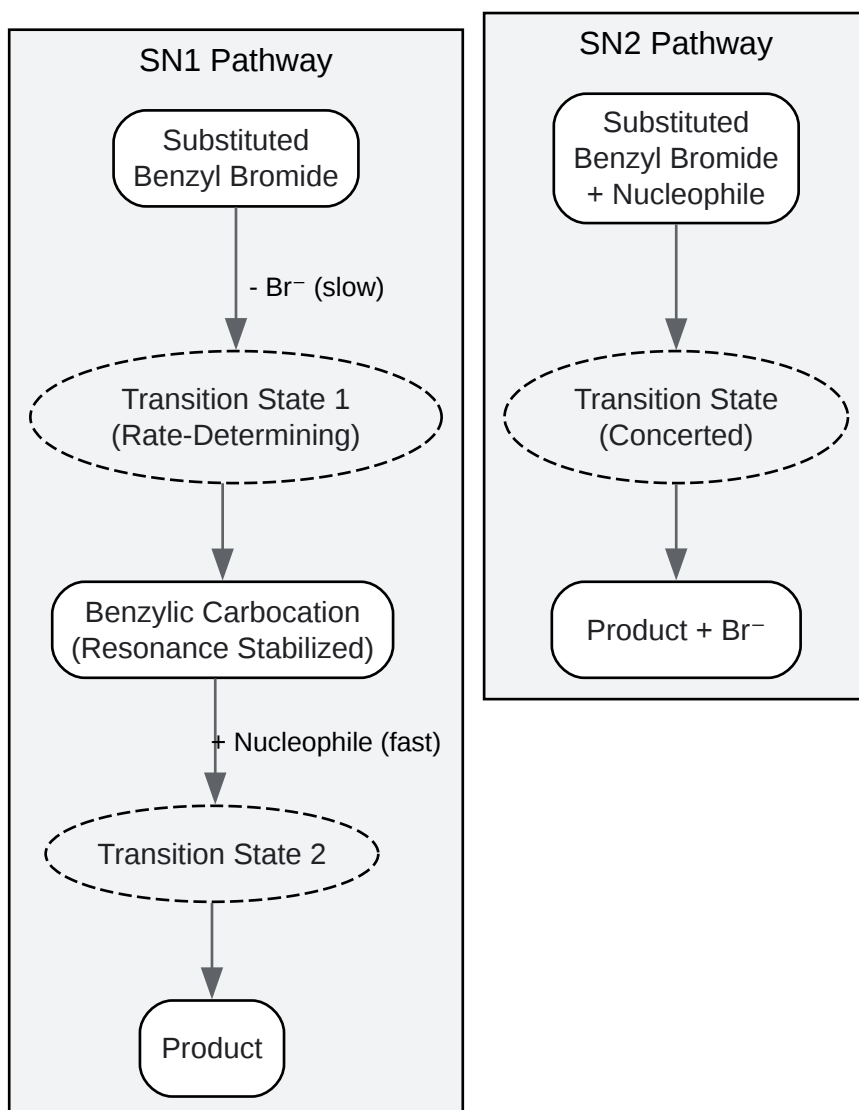 SN1 Pathway
Substituted
Benzyl Bromide
- Br⁻ (slow)
Transition State 1
(Rate-Determining)
Benzylic Carbocation
(Resonance Stabilized)
+ Nucleophile (fast)
Transition State 2
Product
SN2 Pathway
Substituted
Benzyl Bromide
+ Nucleophile
Transition State
(Concerted)
Product + Br⁻